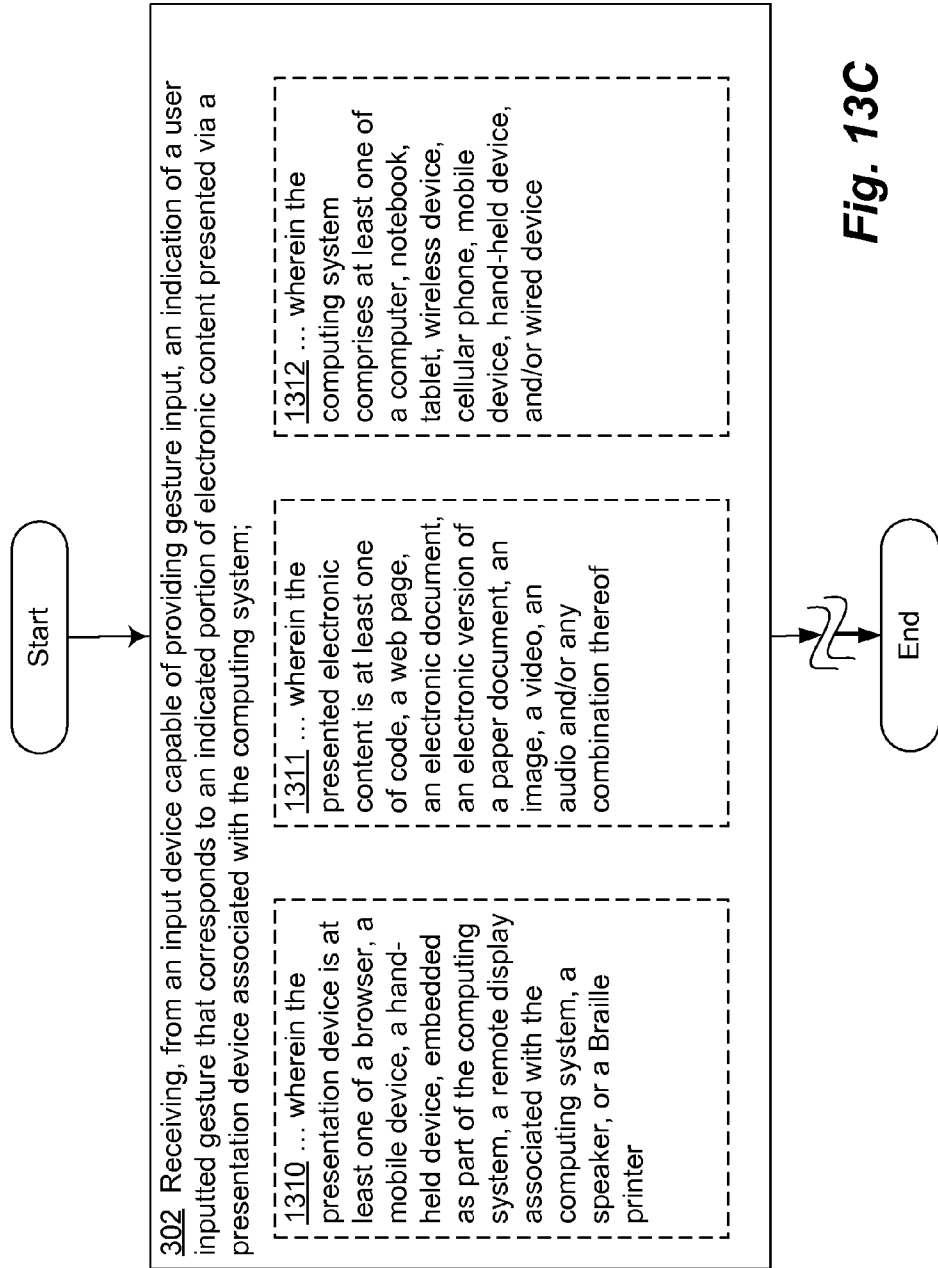 Start
302 Receiving, from an input device capable of providing gesture input, an indication of a user
inputted gesture that corresponds to an indicated portion of electronic content presented via a
presentation device associated with the computing system;
1310 ... wherein the
presentation device is at
least one of a browser, a
mobile device, a hand-
held device, embedded
as part of the computing
system, a remote display
associated with the
computing system, a
speaker, or a Braille
printer
1311 ... wherein the
presented electronic
content is at least one
of code, a web page,
an electronic document,
an electronic version of
a paper document, an
image, a video, an
audio and/or any
combination thereof
1312 ... wherein the
computing system
comprises at least one of
a computer, notebook,
tablet, wireless device,
cellular phone, mobile
device, hand-held device,
and/or wired device
End
Fig. 13C